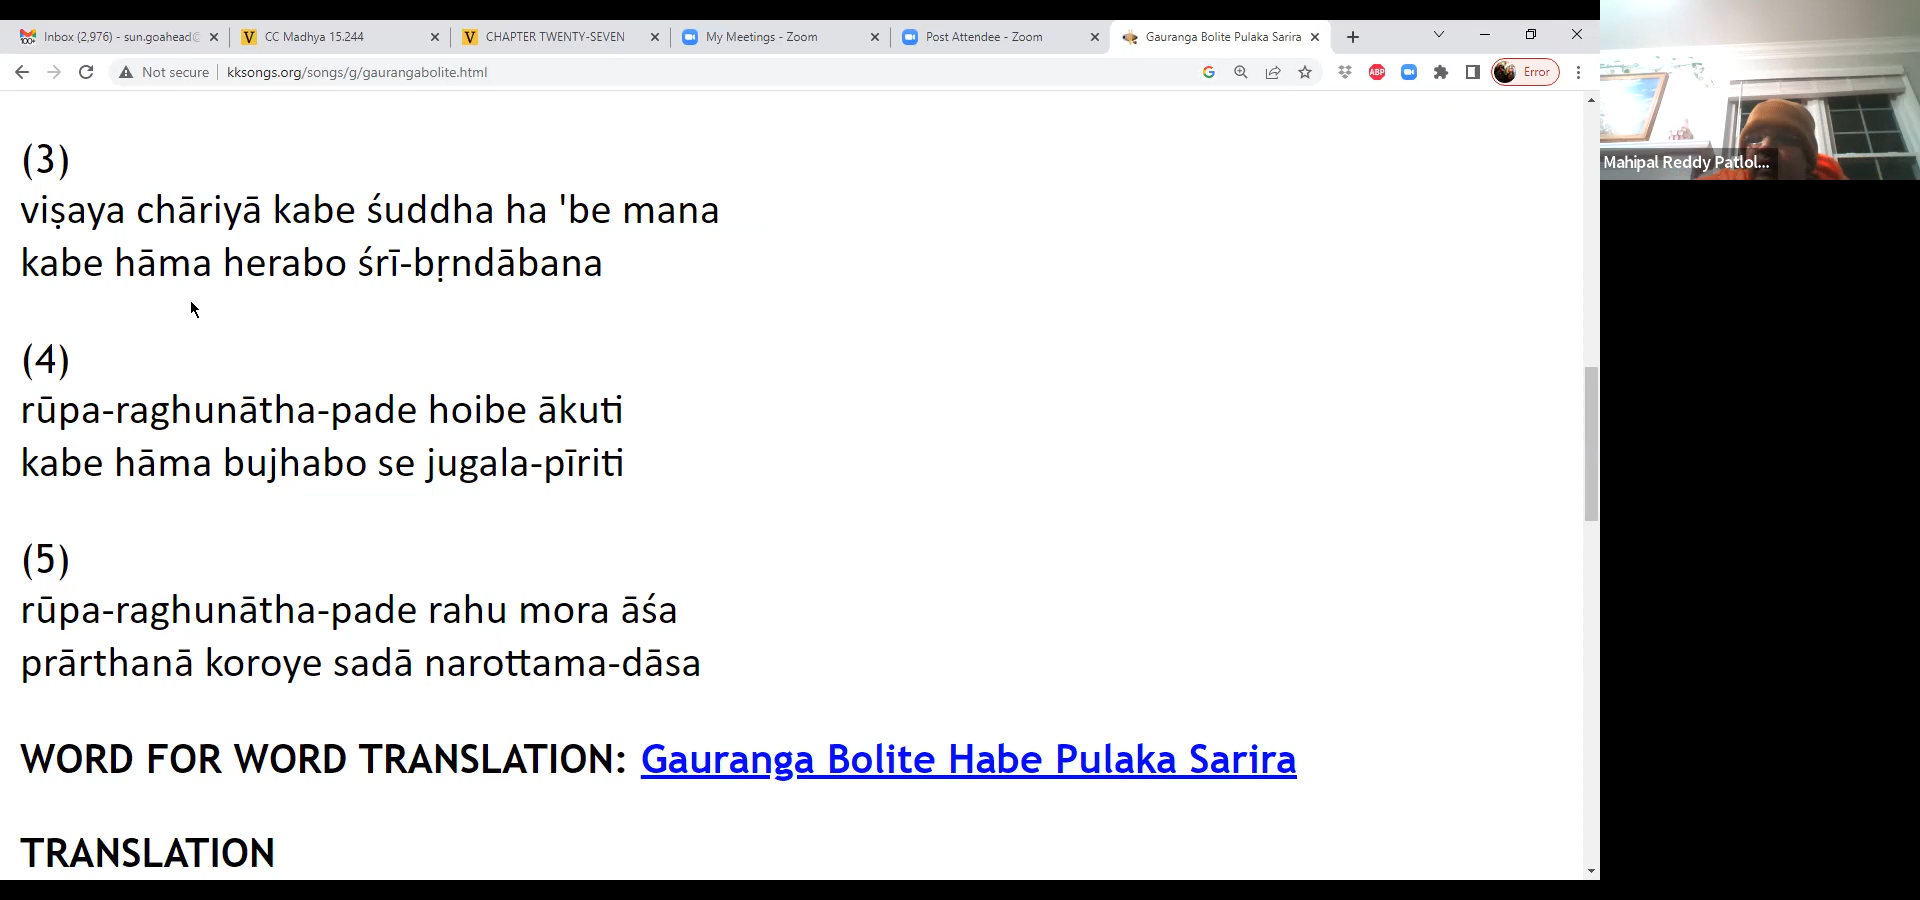 Inbox (2,976) - sun.goahead@
CC Madhya 15.244
CHAPTER TWENTY-SEVEN
My Meetings - Zoom
Post Attendee - Zoom
Gauranga Bolite Pulaka Sarira
Not secure
kksongs.org/songs/g/gaurangabolite.html
ABP
Error
Mahipal Reddy Patlol...
(3)
viṣaya chāriyā kabe śuddha ha 'be mana
kabe hāma herabo śrī-bṛndābana
(4)
rūpa-raghunātha-pade hoibe ākuti
kabe hāma bujhabo se jugala-pīriti
(5)
rūpa-raghunātha-pade rahu mora āśa
prārthanā koroye sadā narottama-dāsa
WORD FOR WORD TRANSLATION: Gauranga Bolite Habe Pulaka Sarira
TRANSLATION